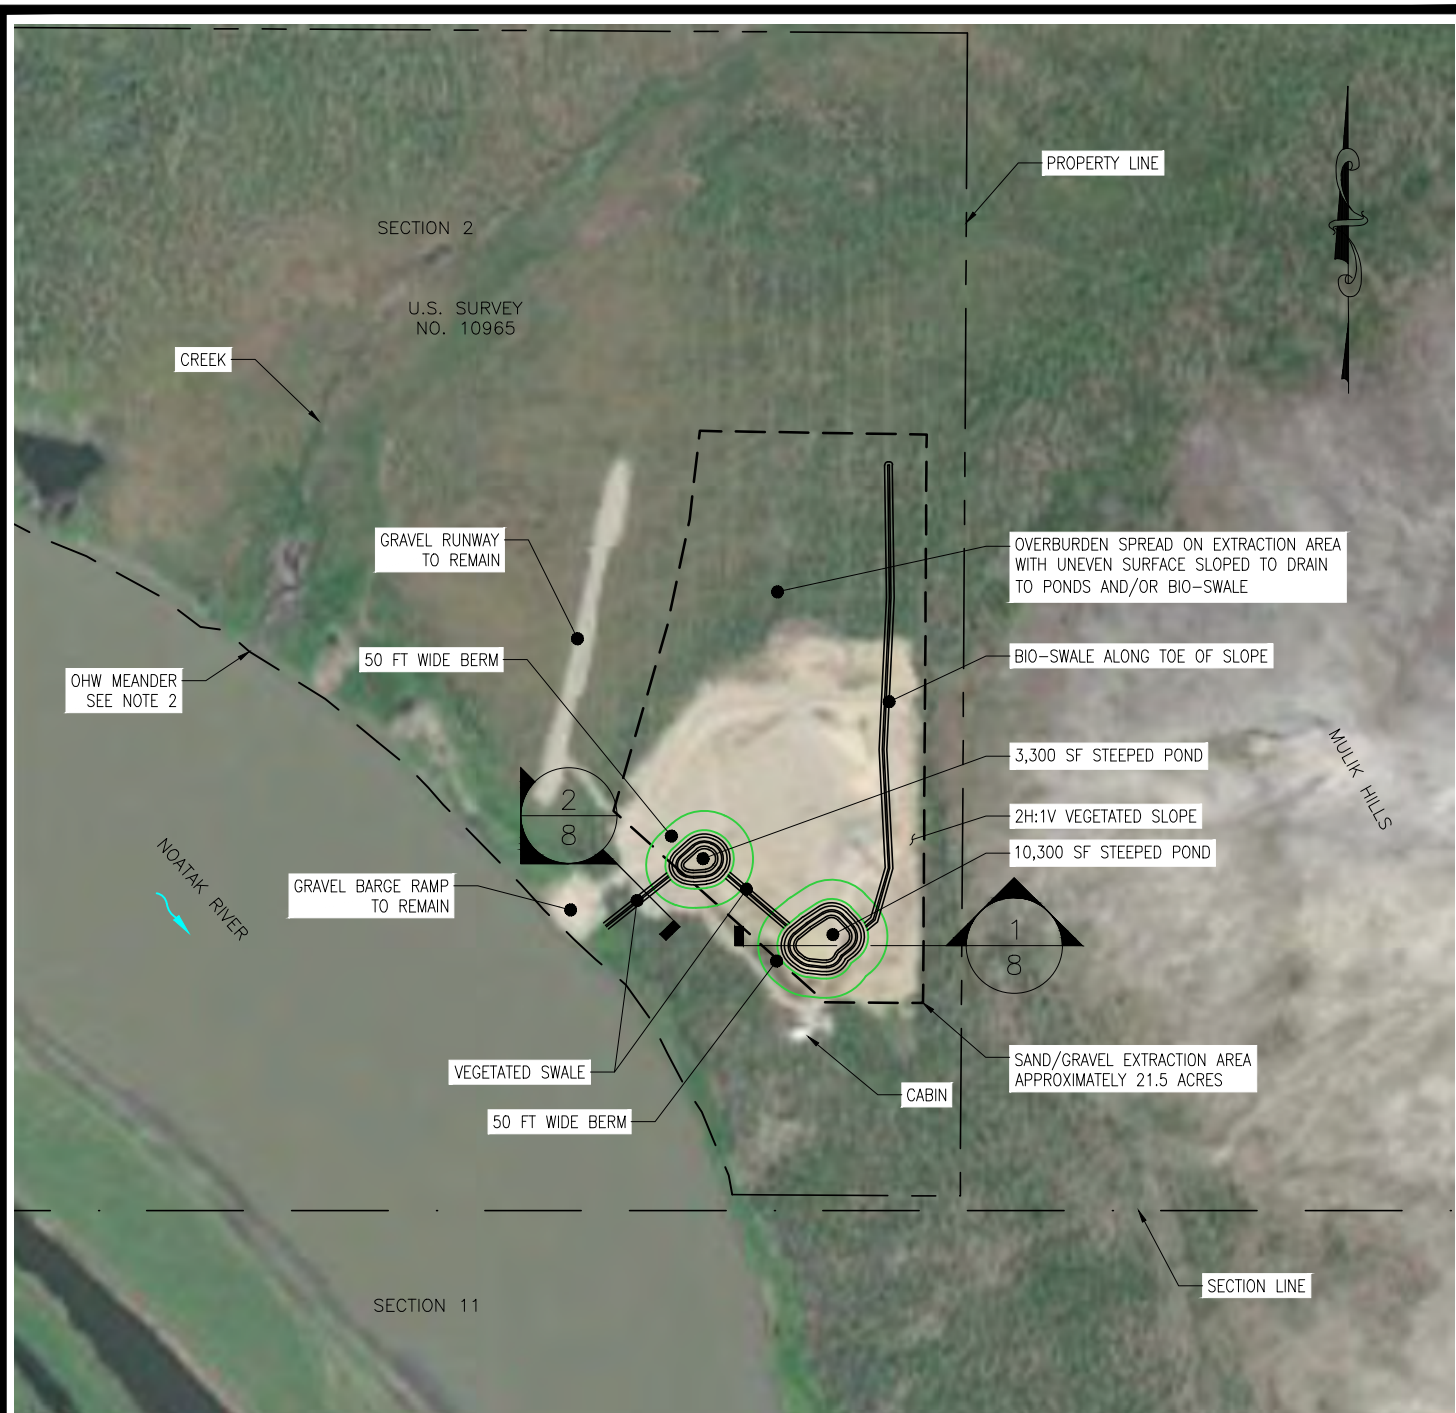 PROPERTY LINE
SECTION 2
U.S. SURVEY
NO. 10965
CREEK
GRAVEL RUNWAY
TO REMAIN
OVERBURDEN SPREAD ON EXTRACTION AREA
WITH UNEVEN SURFACE SLOPED TO DRAIN
TO PONDS AND/OR BIO-SWALE
50 FT WIDE BERM
BIO-SWALE ALONG TOE OF SLOPE
OHW MEANDER
SEE NOTE 2
3,300 SF STEEPED POND
MULIK HILLS
2
8
2H:1V VEGETATED SLOPE
10,300 SF STEEPED POND
NOATAK RIVER
GRAVEL BARGE RAMP
TO REMAIN
1
8
VEGETATED SWALE
SAND/GRAVEL EXTRACTION AREA
APPROXIMATELY 21.5 ACRES
CABIN
50 FT WIDE BERM
SECTION LINE
SECTION 11